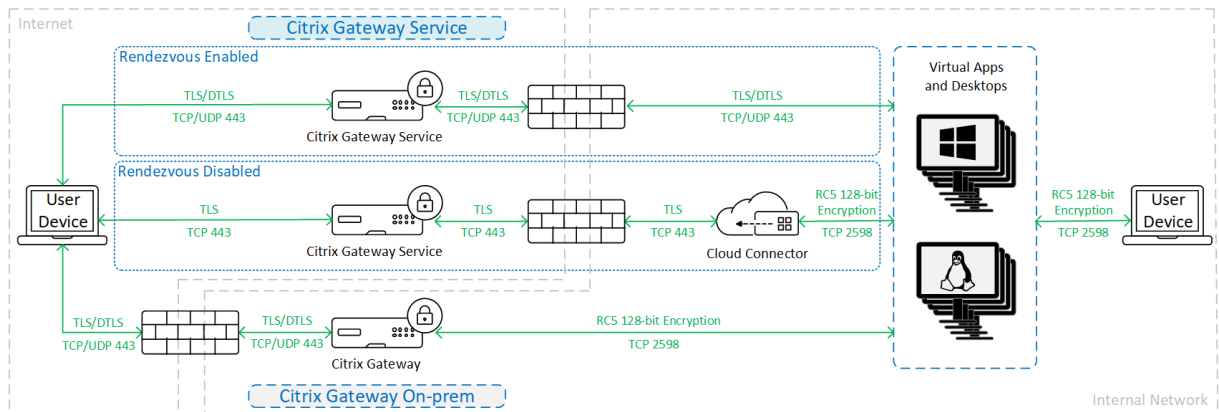 Internet
Citrix Gateway Service
Rendezvous Enabled
TLS/DTLS
TCP/UDP 443
Citrix Gateway Service
TLS/DTLS
TCP/UDP 443
TLS/DTLS
TCP/UDP 443
Virtual Apps
and Desktops
Rendezvous Disabled
User
Device
TLS
TCP 443
Citrix Gateway Service
TLS
TCP 443
TLS
TCP 443
Cloud Connector
RC5 128-bit
Encryption
TCP 2598
RC5 128-bit
Encryption
TCP 2598
User
Device
TLS/DTLS
TCP/UDP 443
TLS/DTLS
TCP/UDP 443
Citrix Gateway
RC5 128-bit Encryption
TCP 2598
Citrix Gateway On-prem
Internal Network